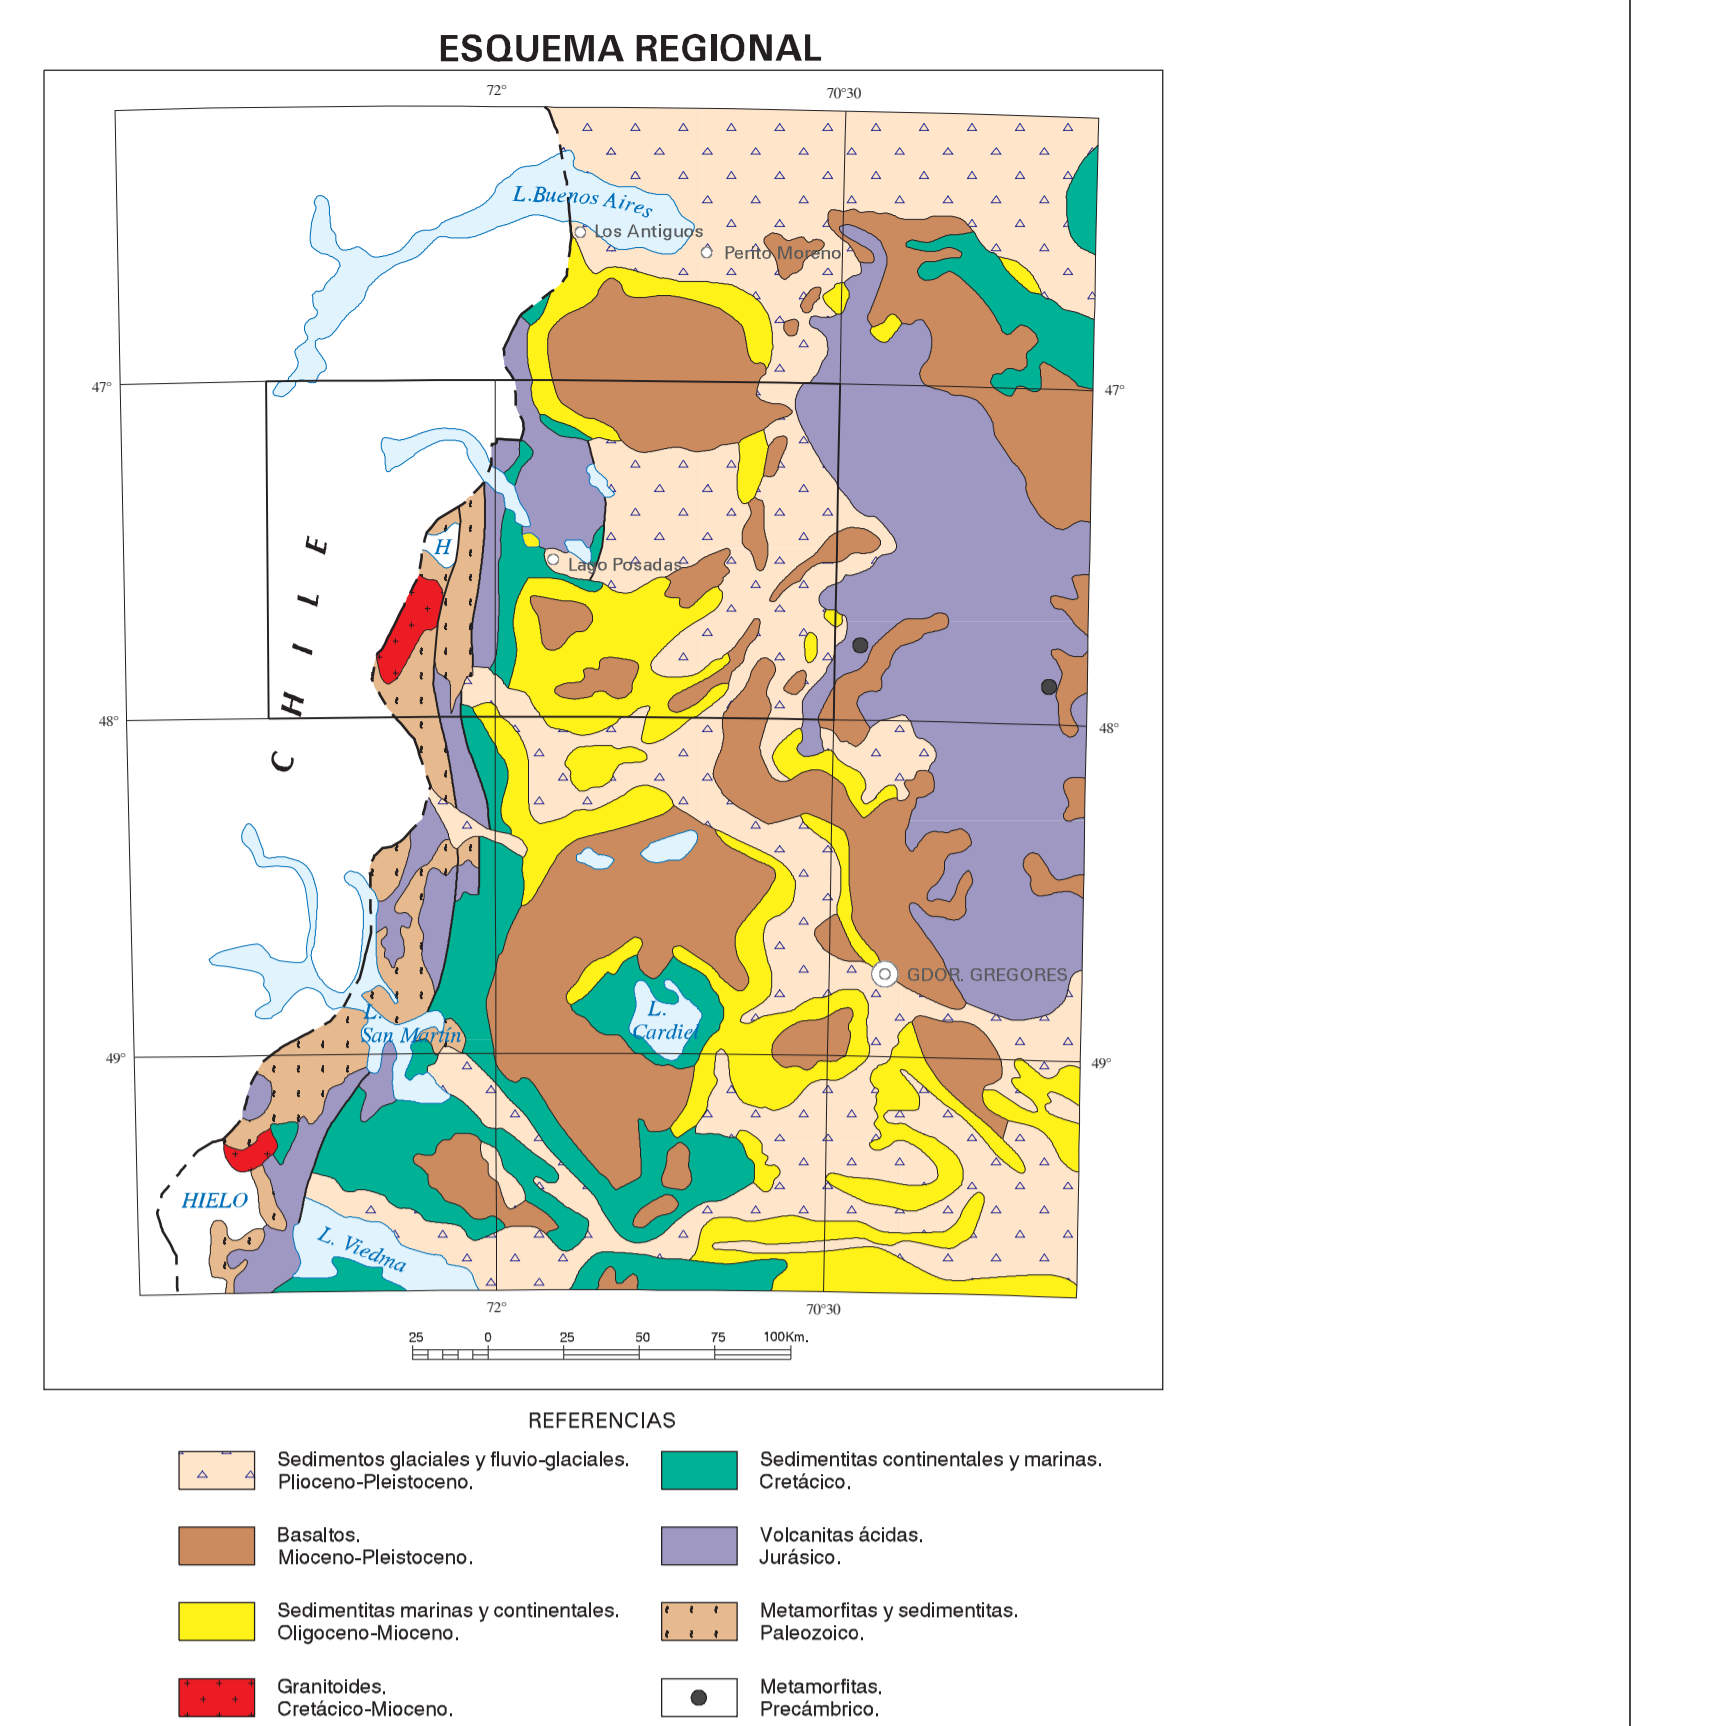 ESQUEMA REGIONAL
72°
70°30
L.Buenos Aires
Los Antiguos
Perito Moreno
47°
47°
H
Lago Posadas
CHILE
48°
48°
GDOR. GREGORES
L.
Cardiel
L.
San Martín
49°
49°
HIELO
L. Viedma
72°
70°30
25 0 25 50 75 100Km.
REFERENCIAS
Sedimentos glaciales y fluvio-glaciales.
Plioceno-Pleistoceno.
Basaltos.
Mioceno-Pleistoceno.
Sedimentitas marinas y continentales.
Oligoceno-Mioceno.
Granitoides.
Cretácico-Mioceno.
Sedimentitas continentales y marinas.
Cretácico.
Volcanitas ácidas.
Jurásico.
Metamorfitas y sedimentitas.
Paleozoico.
Metamorfitas.
Precámbrico.